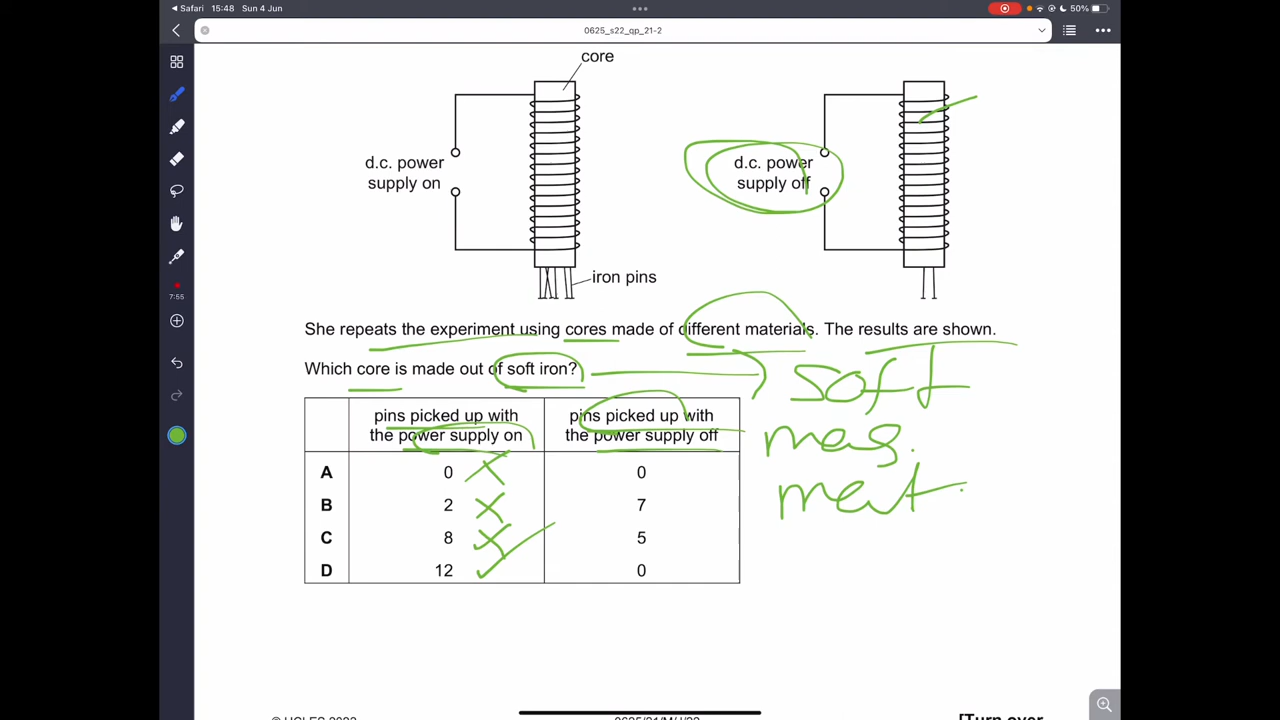 Safari 15:48 Sun 4 Jun
50%
0625_s22_qp_21-2
core
d.c. power
supply on
d.c. power
supply off
iron pins
She repeats the experiment using cores made of different materials. The results are shown.
Which core is made out of soft iron?
soft
mag.
mat.
pins picked up with
the power supply on
pins picked up with
the power supply off
A 0 0
B 2 7
C 8 5
D 12 0
7:55